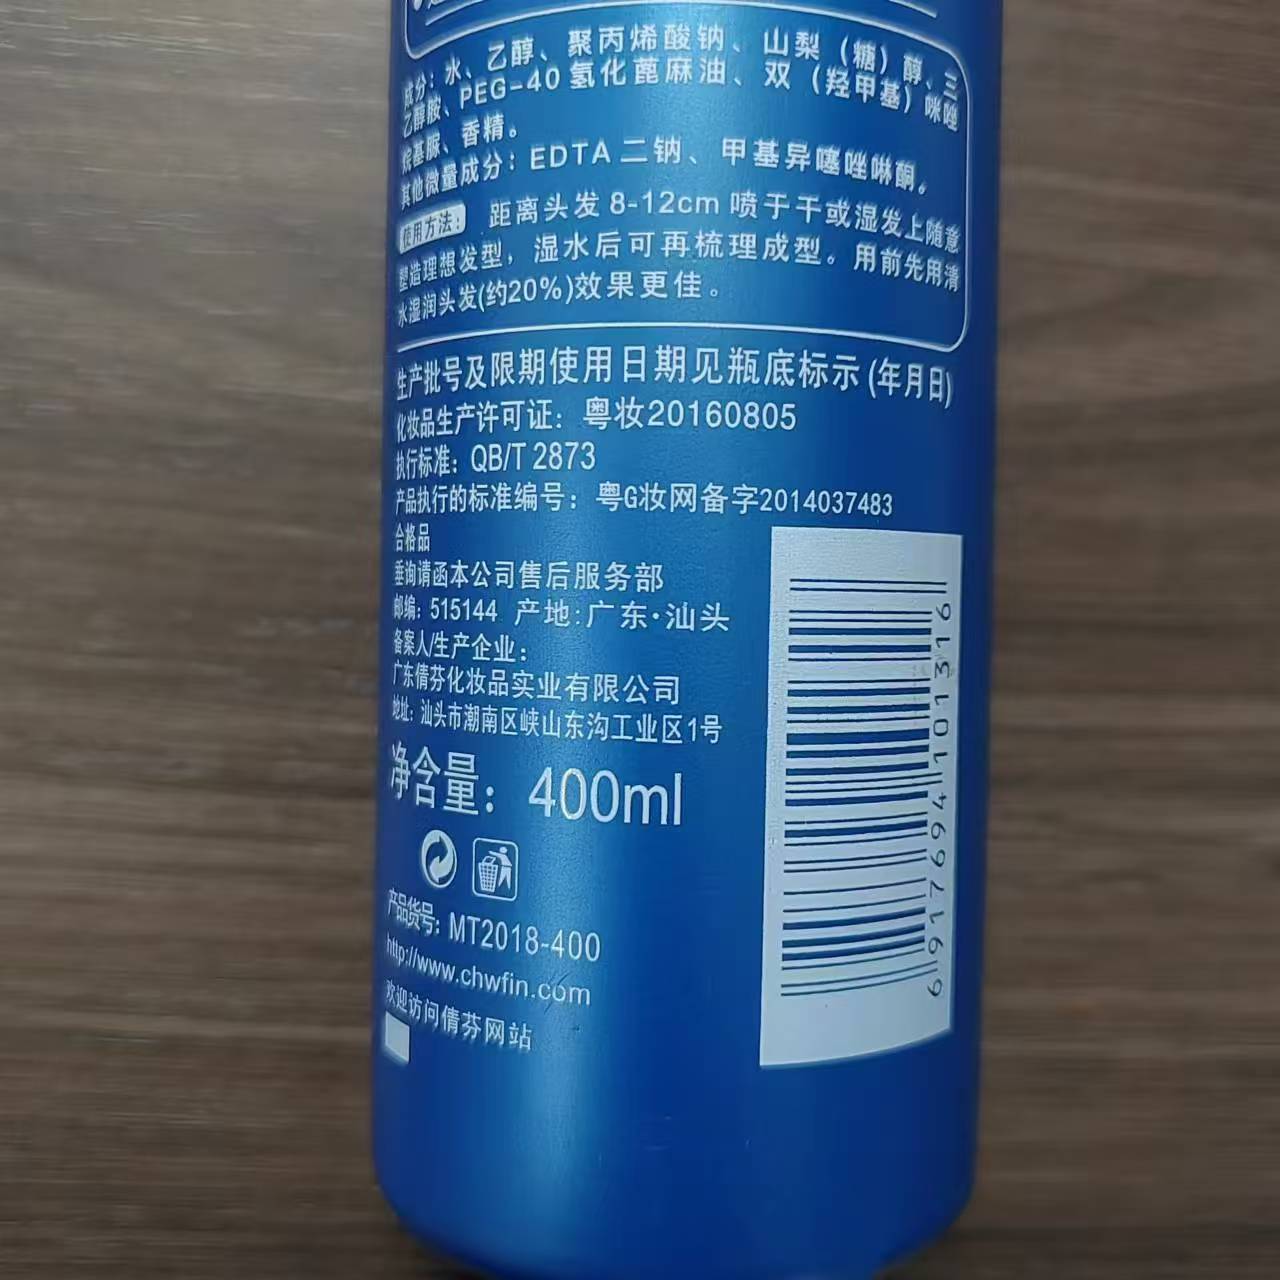 成分：水、乙醇、聚丙烯酸钠、山梨（糖）醇、三
乙醇胺、PEG-40氢化蓖麻油、双（羟甲基）咪唑
烷基脲、香精。
其他微量成分：EDTA二钠、甲基异噻唑啉酮。
使用方法： 距离头发8-12cm喷于干或湿发上随意
塑造理想发型，湿水后可再梳理成型。用前先用清
水湿润头发(约20%)效果更佳。
生产批号及限期使用日期见瓶底标示(年月日)
化妆品生产许可证：粤妆20160805
执行标准：QB/T 2873
产品执行的标准编号：粤G妆网备字2014037483
合格品
垂询请函本公司售后服务部
邮编：515144 产地:广东·汕头
备案人/生产企业：
广东倩芬化妆品实业有限公司
地址：汕头市潮南区峡山东沟工业区1号
净含量：400ml
产品货号：MT2018-400
http://www.chwfin.com
欢迎访问倩芬网站
6917694101316